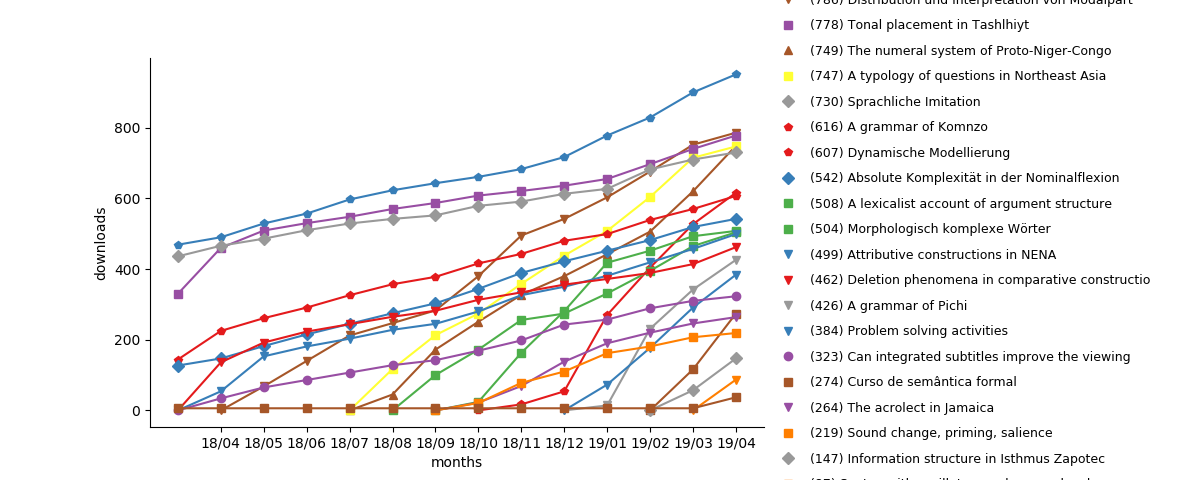 (786) Distribution und Interpretation von Modalpart
(778) Tonal placement in Tashlhiyt
(749) The numeral system of Proto-Niger-Congo
(747) A typology of questions in Northeast Asia
(730) Sprachliche Imitation
(616) A grammar of Komnzo
(607) Dynamische Modellierung
(542) Absolute Komplexität in der Nominalflexion
(508) A lexicalist account of argument structure
(504) Morphologisch komplexe Wörter
(499) Attributive constructions in NENA
(462) Deletion phenomena in comparative constructio
(426) A grammar of Pichi
(384) Problem solving activities
(323) Can integrated subtitles improve the viewing
(274) Curso de semântica formal
(264) The acrolect in Jamaica
(219) Sound change, priming, salience
(147) Information structure in Isthmus Zapotec
800
600
400
200
0
downloads
18/04 18/05 18/06 18/07 18/08 18/09 18/10 18/11 18/12 19/01 19/02 19/03 19/04
months